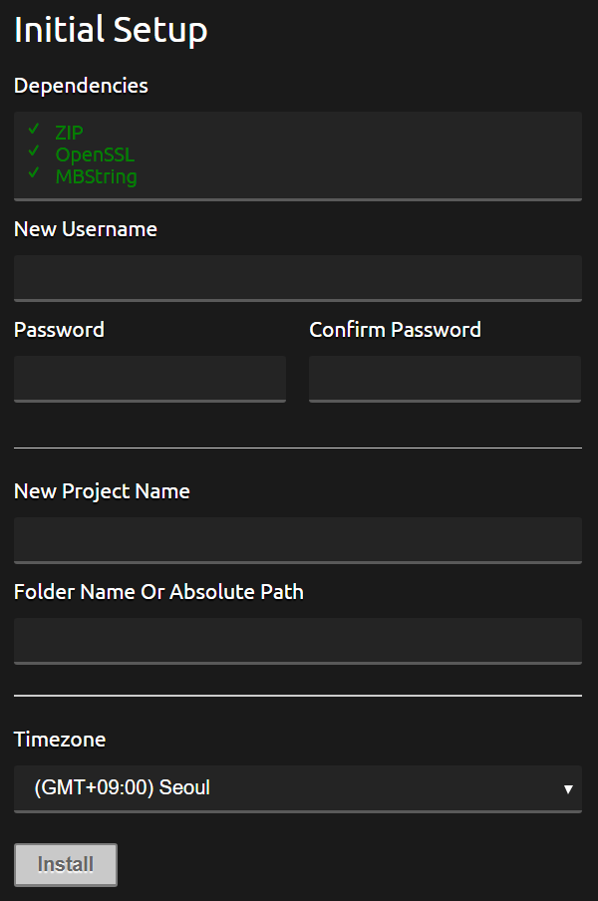 Initial Setup
Dependencies
✓ ZIP
✓ OpenSSL
✓ MBString
New Username
Password Confirm Password
New Project Name
Folder Name Or Absolute Path
Timezone
(GMT+09:00) Seoul ▼
Install